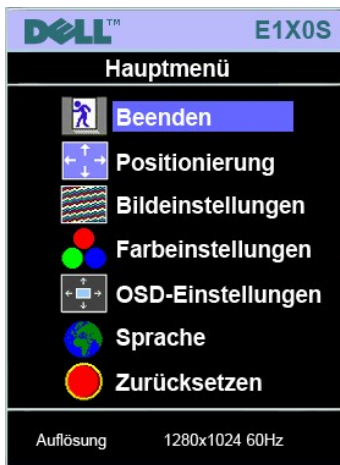 DELL™ E1X0S
Hauptmenü
Beenden
Positionierung
Bildeinstellungen
Farbeinstellungen
OSD-Einstellungen
Sprache
Zurücksetzen
Auflösung 1280x1024 60Hz